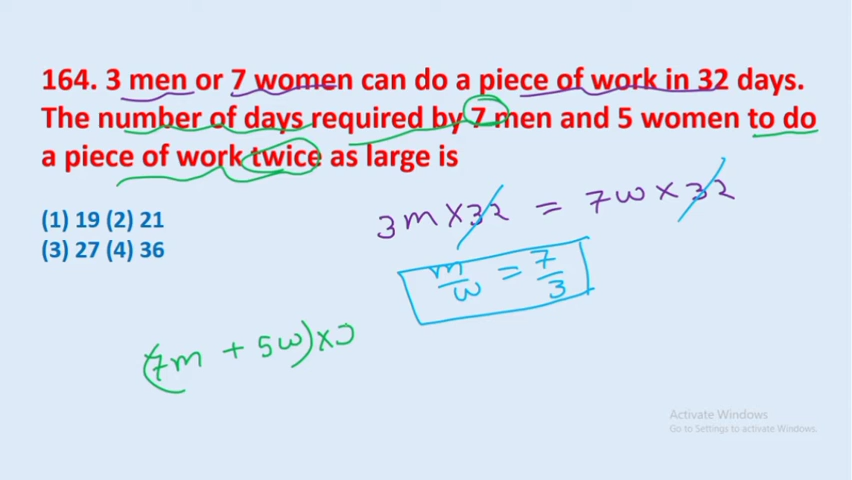 164. 3 men or 7 women can do a piece of work in 32 days.
The number of days required by 7 men and 5 women to do
a piece of work twice as large is
(1) 19 (2) 21
(3) 27 (4) 36
3m × 32 = 7w × 32
m/w = 7/3
(7m + 5w) ×
Activate Windows
Go to Settings to activate Windows.